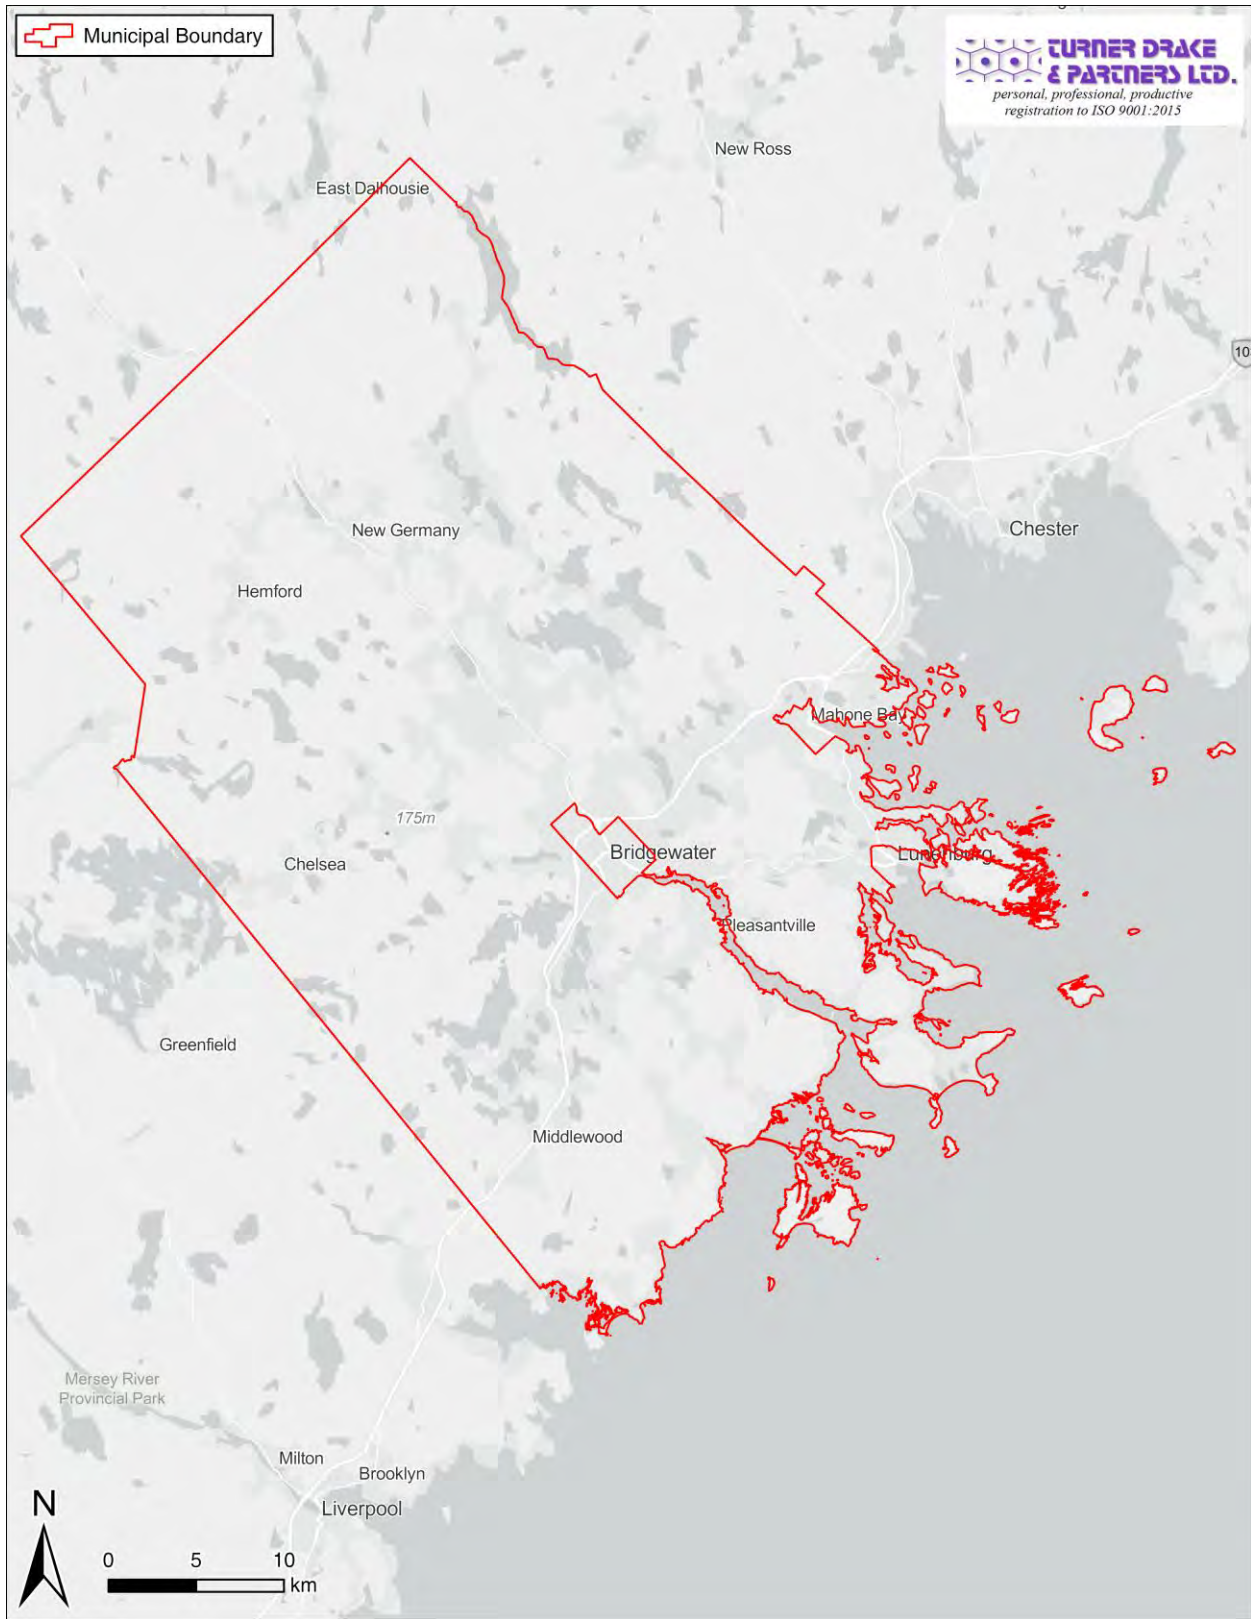 Municipal Boundary
TURNER DRAKE
& PARTNERS LTD.
personal, professional, productive
registration to ISO 9001:2015
New Ross
East Dalhousie
10
New Germany
Chester
Hemford
Mahone Bay
175m
Bridgewater
Lunenburg
Chelsea
Pleasantville
Greenfield
Middlewood
Mersey River
Provincial Park
Milton
Brooklyn
Liverpool
N
0 5 10
km